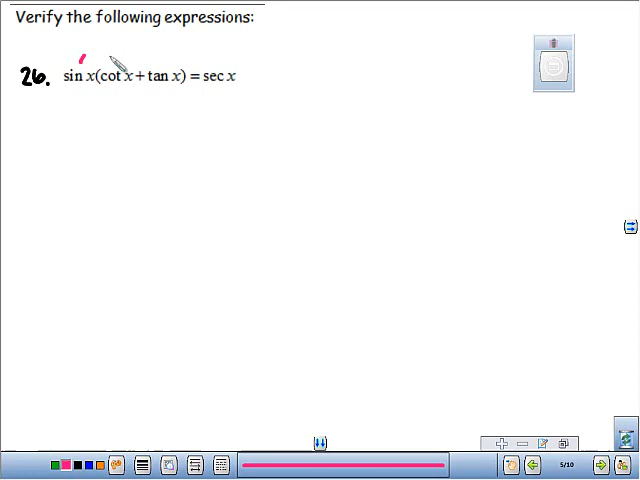 Verify the following expressions:
26. sin x(cot x + tan x) = sec x
5/10